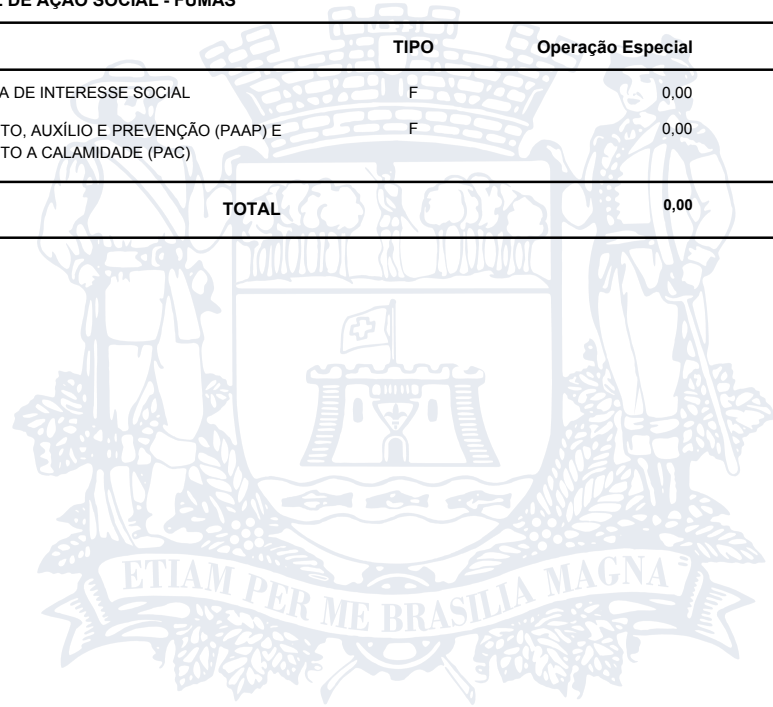 DE AÇÃO SOCIAL - FUMAS
TIPO Operação Especial
A DE INTERESSE SOCIAL F 0,00
TO, AUXÍLIO E PREVENÇÃO (PAAP) E F 0,00
TO A CALAMIDADE (PAC)
TOTAL 0,00
ETIAM PER ME BRASILIA MAGNA